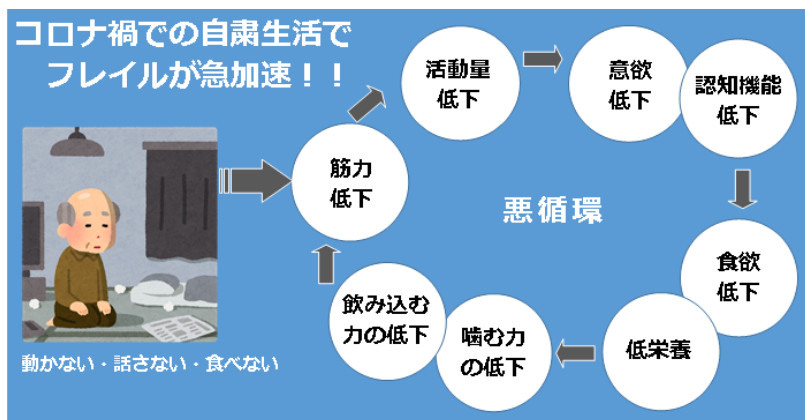 コロナ禍での自粛生活で
フレイルが急加速！！
動かない・話さない・食べない
筋力
低下
活動量
低下
意欲
低下
認知機能
低下
食欲
低下
低栄養
噛む力
の低下
飲み込む
力の低下
悪循環